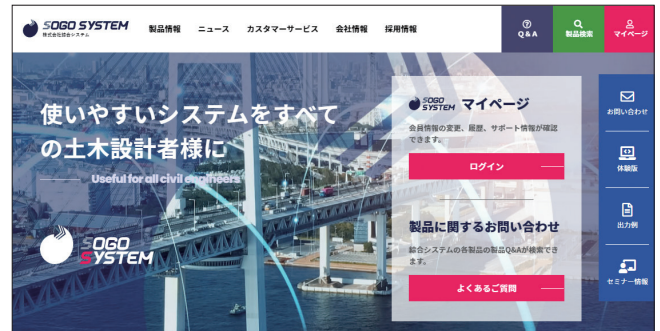 SOGO SYSTEM
株式会社綜合システム
製品情報 ニュース カスタマーサービス 会社情報 採用情報
Q&A
製品検索
マイページ
使いやすいシステムをすべて
の土木設計者様に
Useful for all civil engineers
SOGO
SYSTEM
SOGO
SYSTEM マイページ
会員情報の変更、履歴、サポート情報が確認
できます。
ログイン
製品に関するお問い合わせ
綜合システムの各製品の製品Q&Aが検索でき
ます。
よくあるご質問
お問い合わせ
体験版
出力例
セミナー情報